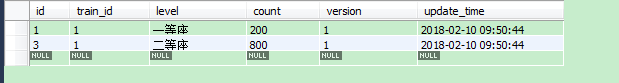 id train_id level count version update_time
1 1 一等座 200 1 2018-02-10 09:50:44
3 1 二等座 800 1 2018-02-10 09:50:44
NULL NULL NULL NULL NULL NULL